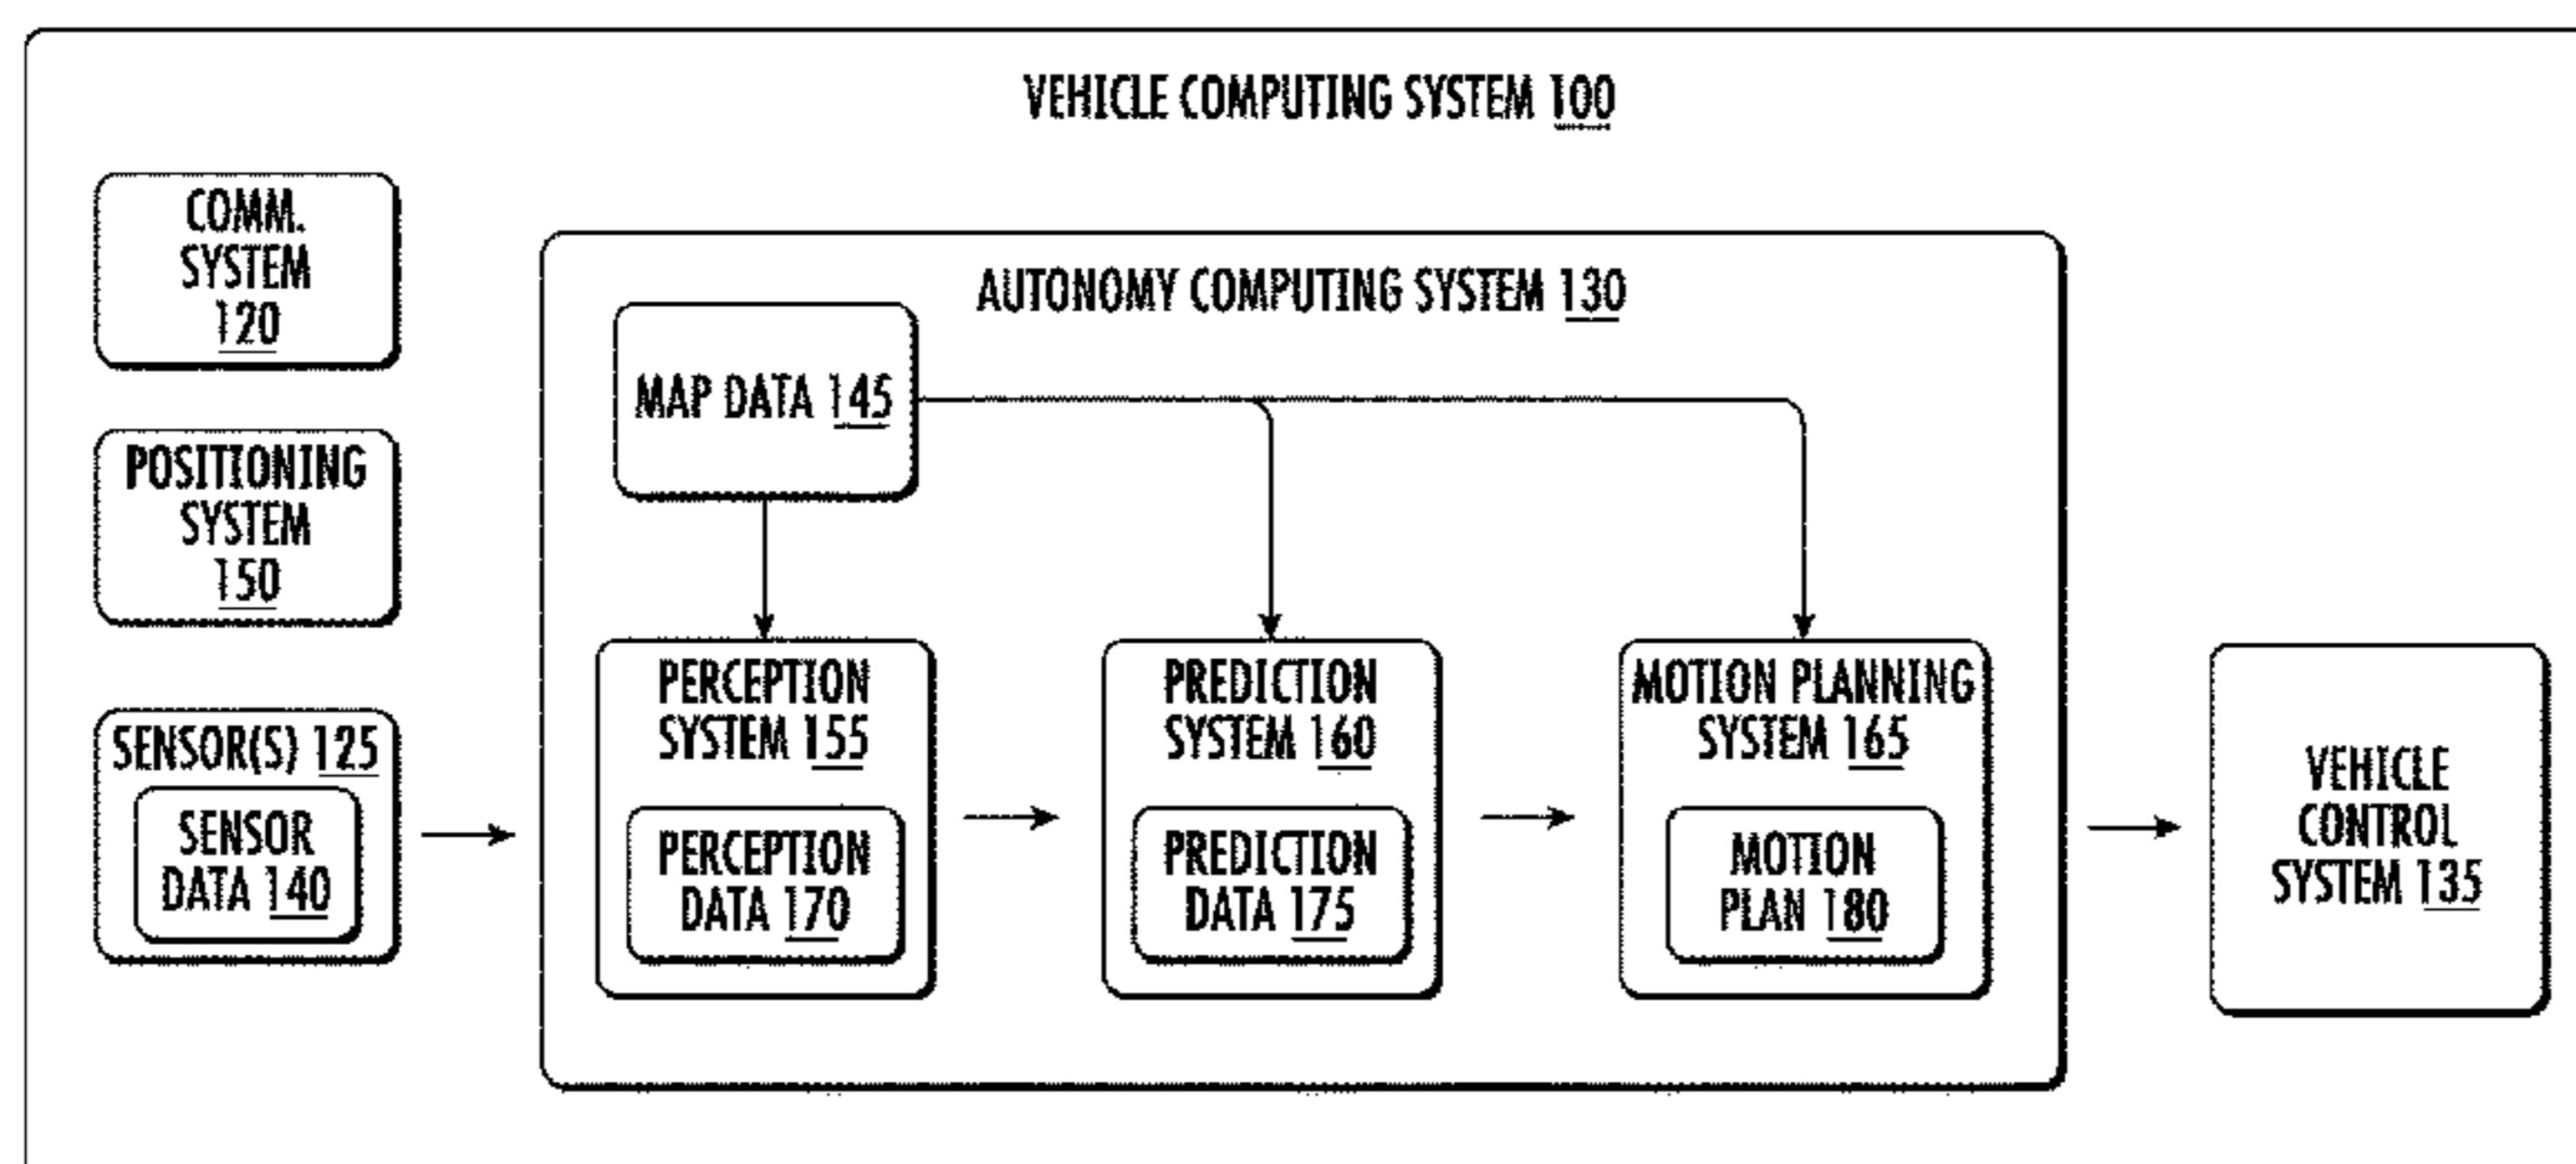 VEHICLE COMPUTING SYSTEM 100
COMM.
SYSTEM
120
POSITIONING
SYSTEM
150
SENSOR(S) 125
SENSOR
DATA 140
AUTONOMY COMPUTING SYSTEM 130
MAP DATA 145
PERCEPTION
SYSTEM 155
PERCEPTION
DATA 170
PREDICTION
SYSTEM 160
PREDICTION
DATA 175
MOTION PLANNING
SYSTEM 165
MOTION
PLAN 180
VEHICLE
CONTROL
SYSTEM 135